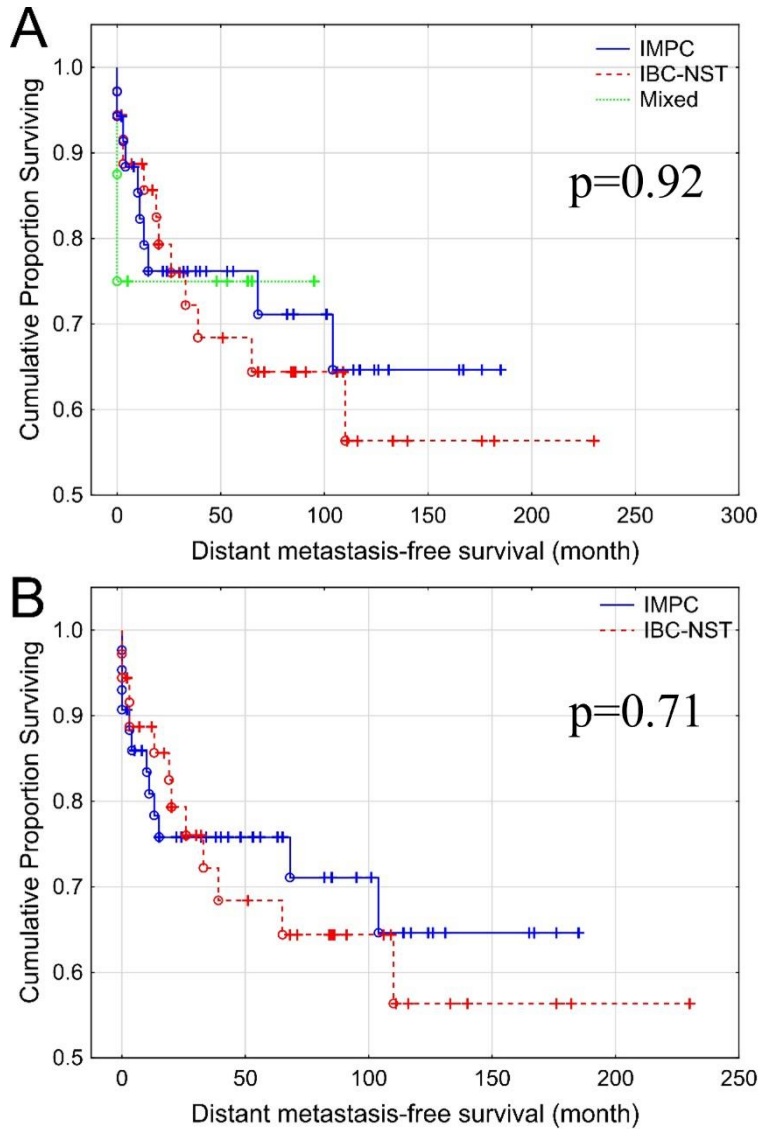 A
IMPC
IBC-NST
Mixed
p=0.92
1.0
0.9
0.8
0.7
0.6
0.5
Cumulative Proportion Surviving
0 50 100 150 200 250 300
Distant metastasis-free survival (month)
B
IMPC
IBC-NST
p=0.71
1.0
0.9
0.8
0.7
0.6
0.5
Cumulative Proportion Surviving
0 50 100 150 200 250
Distant metastasis-free survival (month)